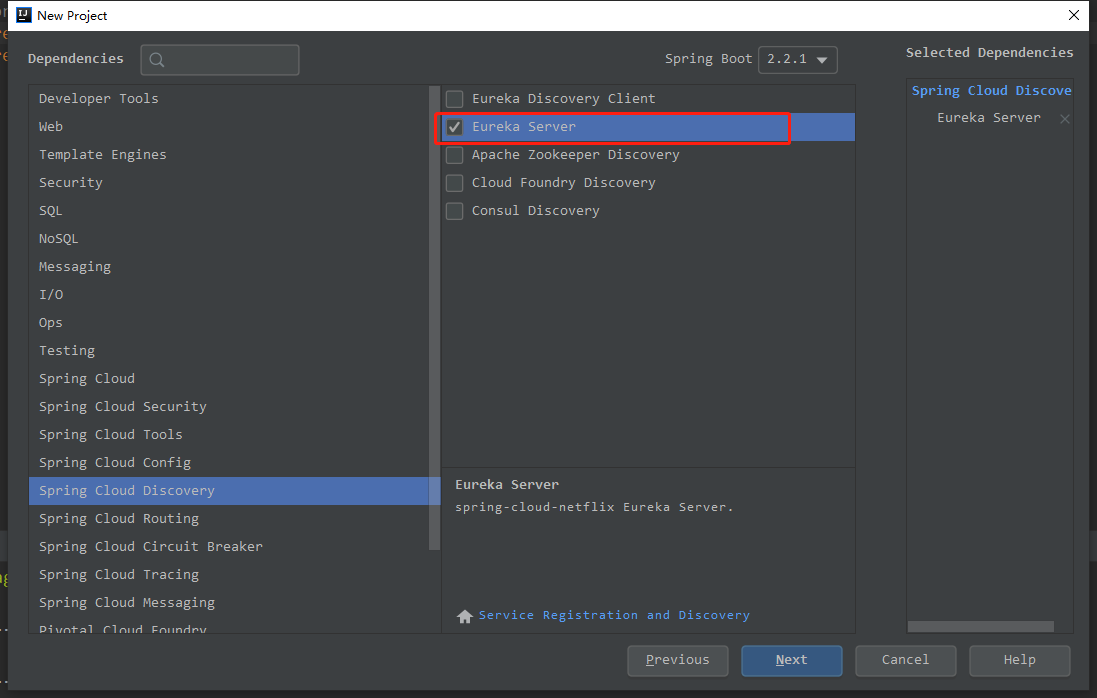 New Project
Dependencies
Spring Boot 2.2.1
Selected Dependencies
Developer Tools
Web
Template Engines
Security
SQL
NoSQL
Messaging
I/O
Ops
Testing
Spring Cloud
Spring Cloud Security
Spring Cloud Tools
Spring Cloud Config
Spring Cloud Discovery
Spring Cloud Routing
Spring Cloud Circuit Breaker
Spring Cloud Tracing
Spring Cloud Messaging
Pivotal Cloud Foundry
Eureka Discovery Client
Eureka Server
Apache Zookeeper Discovery
Cloud Foundry Discovery
Consul Discovery
Eureka Server
spring-cloud-netflix Eureka Server.
Service Registration and Discovery
Spring Cloud Discove
Eureka Server
Previous
Next
Cancel
Help